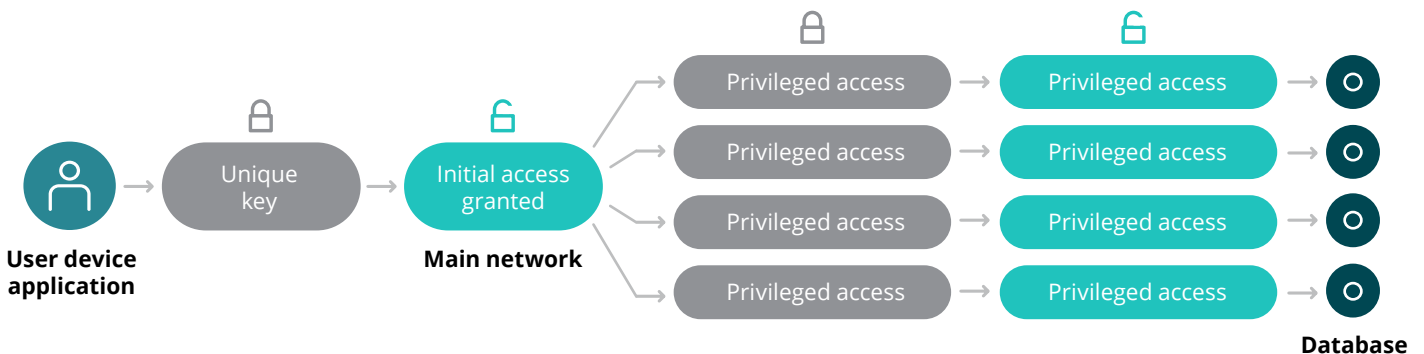 Privileged access
Privileged access
Privileged access
Privileged access
Unique
key
Initial access
granted
Privileged access
Privileged access
User device
application
Main network
Privileged access
Privileged access
Database